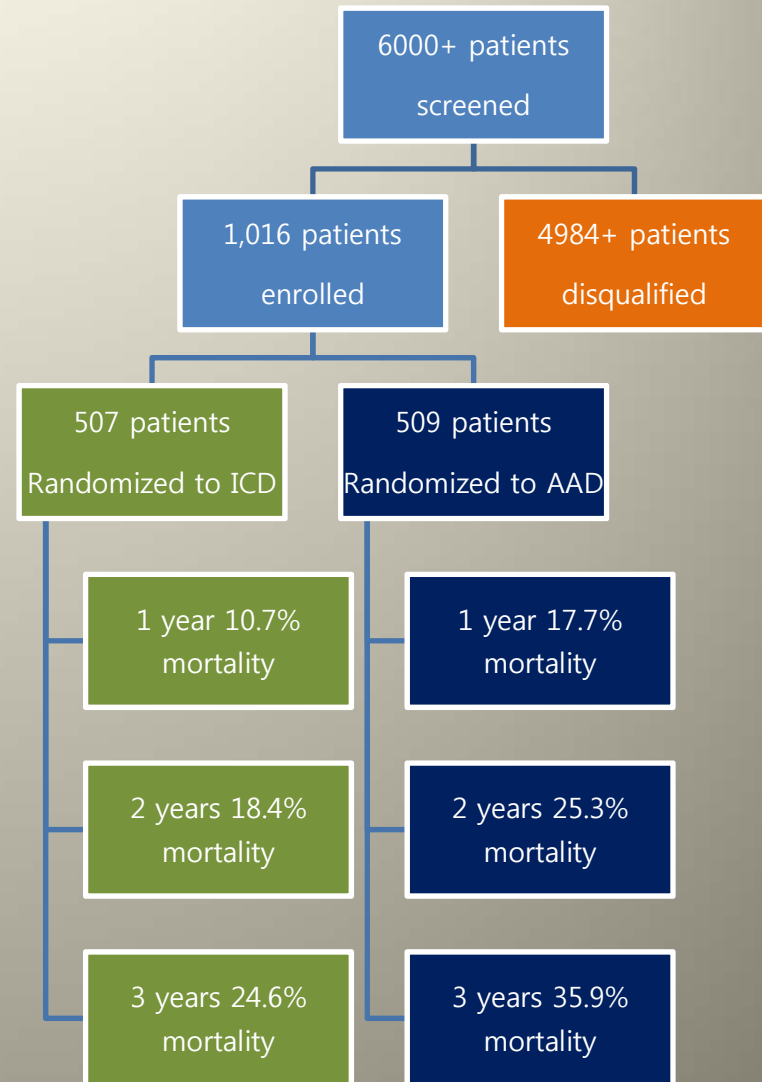 6000+ patients
screened
1,016 patients
enrolled
4984+ patients
disqualified
507 patients
Randomized to ICD
509 patients
Randomized to AAD
1 year 10.7%
mortality
2 years 18.4%
mortality
3 years 24.6%
mortality
1 year 17.7%
mortality
2 years 25.3%
mortality
3 years 35.9%
mortality